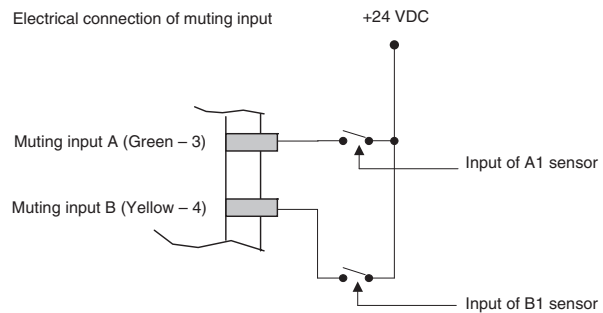 Electrical connection of muting input
+24 VDC
Muting input A (Green – 3)
Input of A1 sensor
Muting input B (Yellow – 4)
Input of B1 sensor